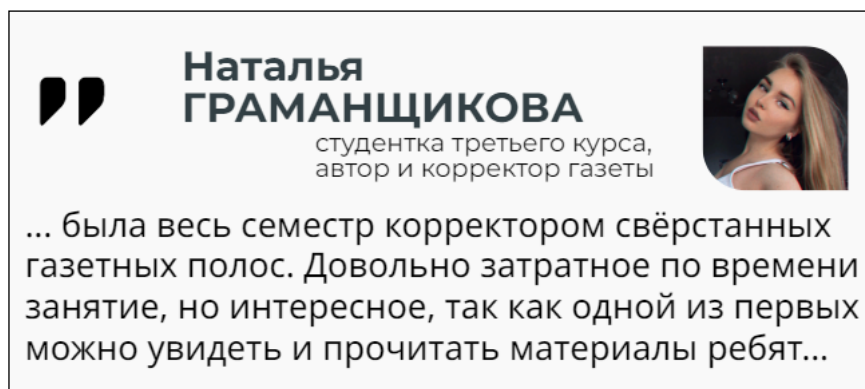 Наталья
ГРАМАНЩИКОВА
студентка третьего курса,
автор и корректор газеты
... была весь семестр корректором свёрстанных
газетных полос. Довольно затратное по времени
занятие, но интересное, так как одной из первых
можно увидеть и прочитать материалы ребят...